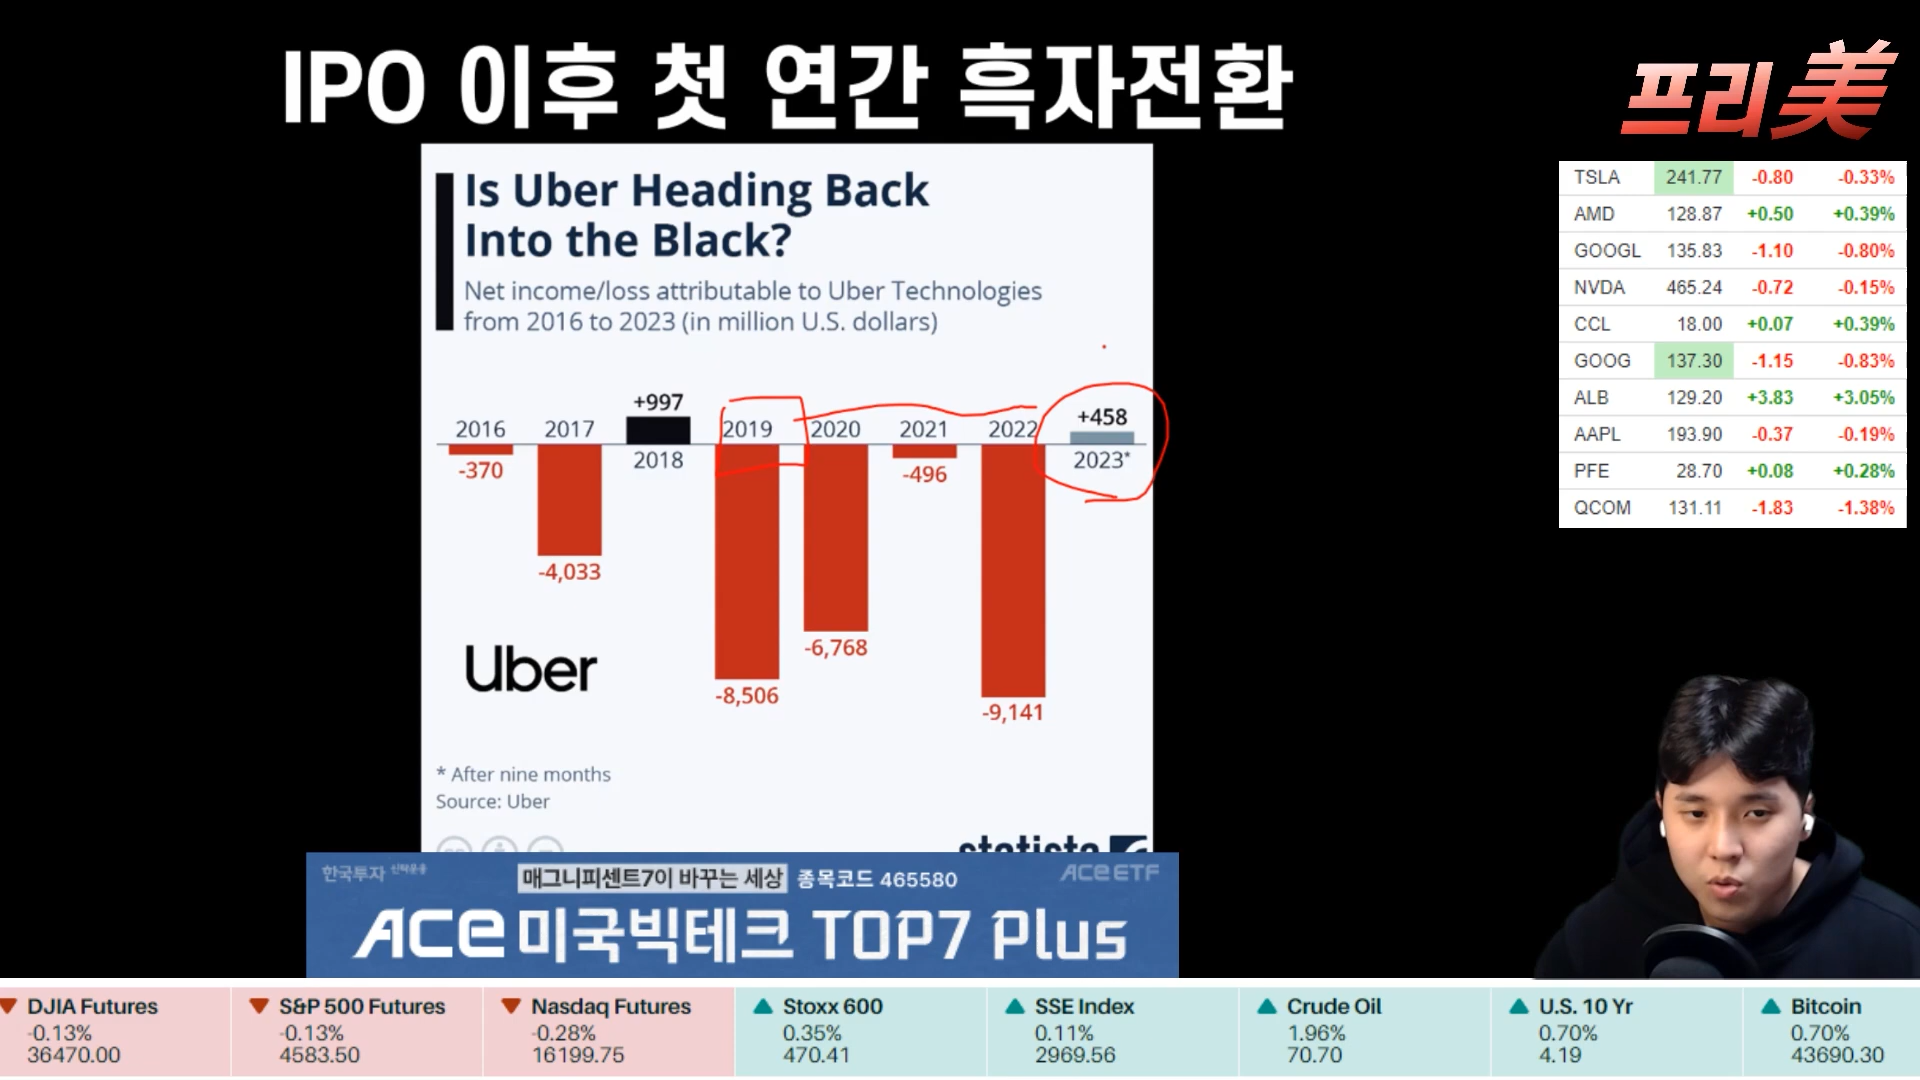 IPO 이후 첫 연간 흑자전환
프리美
Is Uber Heading Back
Into the Black?
Net income/loss attributable to Uber Technologies
from 2016 to 2023 (in million U.S. dollars)
+997
+458
2016 2017 2019 2020 2021 2022
2018 2023*
-370
-496
-4,033
-6,768
-8,506
-9,141
Uber
* After nine months
Source: Uber
statista
TSLA 241.77 -0.80 -0.33%
AMD 128.87 +0.50 +0.39%
GOOGL 135.83 -1.10 -0.80%
NVDA 465.24 -0.72 -0.15%
CCL 18.00 +0.07 +0.39%
GOOG 137.30 -1.15 -0.83%
ALB 129.20 +3.83 +3.05%
AAPL 193.90 -0.37 -0.19%
PFE 28.70 +0.08 +0.28%
QCOM 131.11 -1.83 -1.38%
한국투자 신탁운용 매그니피센트7이 바꾸는 세상 종목코드 465580 ACE ETF
ACE 미국빅테크 TOP7 Plus
DJIA Futures
-0.13%
36470.00
S&P 500 Futures
-0.13%
4583.50
Nasdaq Futures
-0.28%
16199.75
Stoxx 600
0.35%
470.41
SSE Index
0.11%
2969.56
Crude Oil
1.96%
70.70
U.S. 10 Yr
0.70%
4.19
Bitcoin
0.70%
43690.30